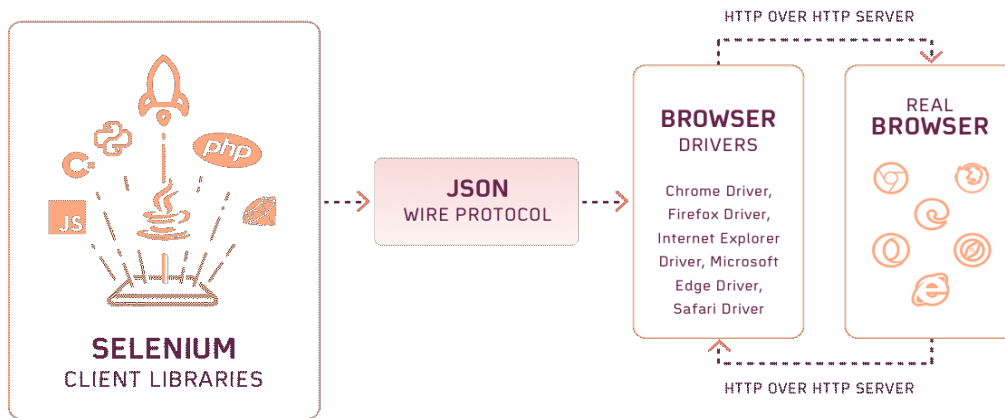 HTTP OVER HTTP SERVER
php
C
JS
SELENIUM
CLIENT LIBRARIES
JSON
WIRE PROTOCOL
BROWSER
DRIVERS
Chrome Driver,
Firefox Driver,
Internet Explorer
Driver, Microsoft
Edge Driver,
Safari Driver
REAL
BROWSER
HTTP OVER HTTP SERVER